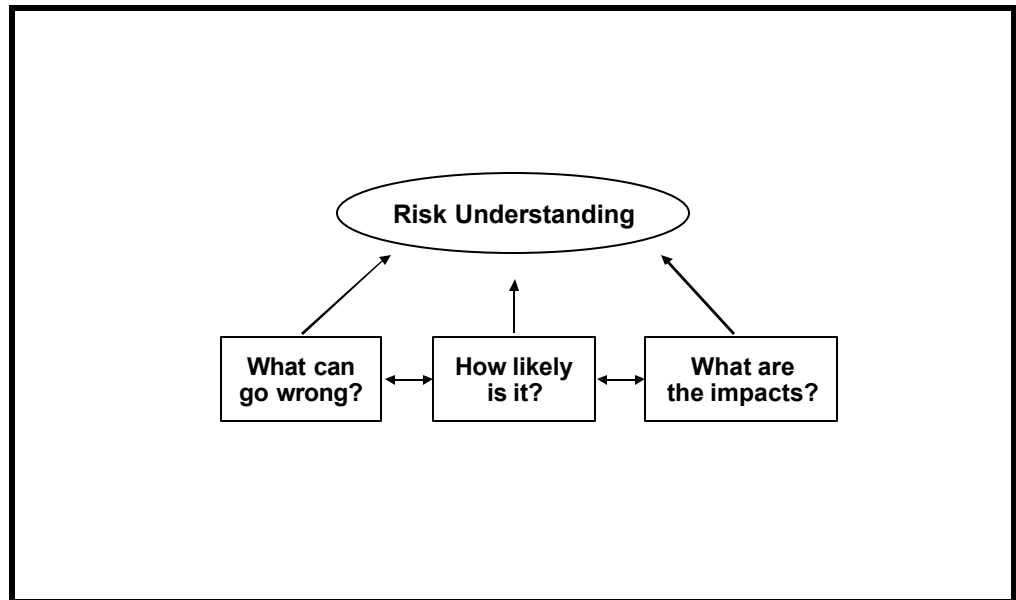 Risk Understanding
What can
go wrong?
How likely
is it?
What are
the impacts?